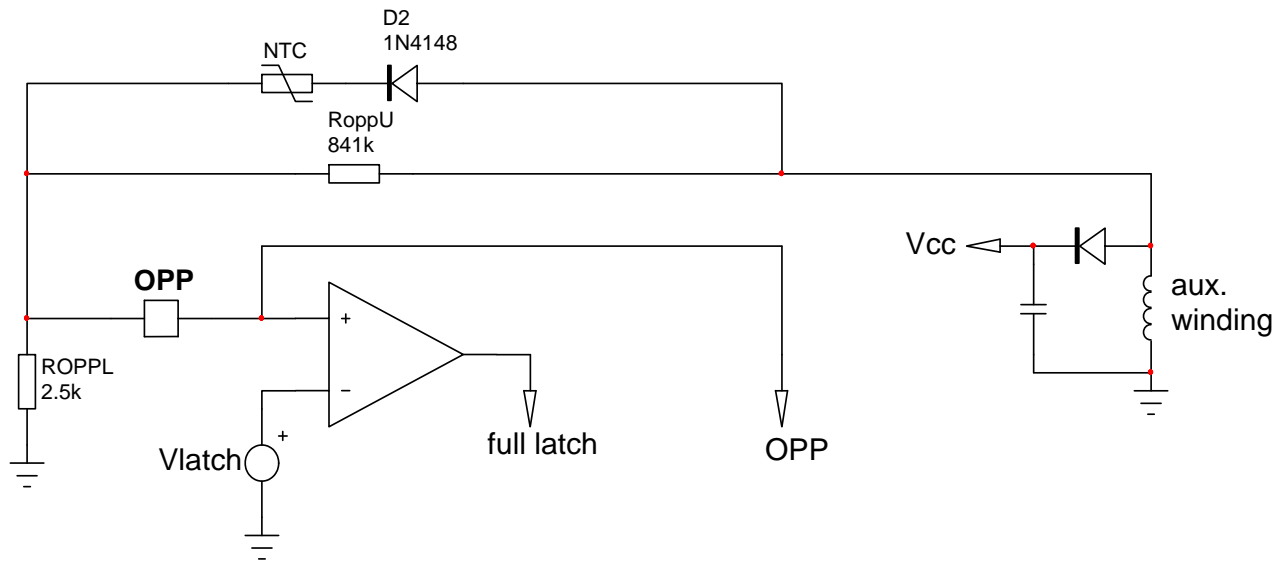 D2
1N4148
NTC
RoppU
841k
Vcc
OPP
aux.
winding
+
ROPPL
2.5k
−
+
Vlatch
full latch
OPP